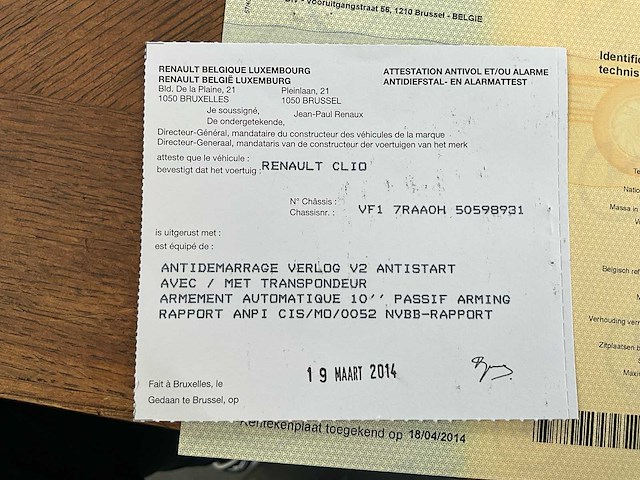 Vooruitgangstraat 56, 1210 Brussel - BELGIE
Identific
technis
RENAULT BELGIQUE LUXEMBOURG
RENAULT BELGIË LUXEMBURG
Bld. De la Plaine, 21 Pleinlaan, 21
1050 BRUXELLES 1050 BRUSSEL
ATTESTATION ANTIVOL ET/OU ALARME
ANTIDIEFSTAL- EN ALARMATTEST
Je soussigné,
De ondergetekende, Jean-Paul Renaux
Directeur-Général, mandataire du constructeur des véhicules de la marque
Directeur-Generaal, mandataris van de constructeur der voertuigen van het merk
atteste que le véhicule :
bevestigt dat het voertuig : RENAULT CLIO
N° Châssis :
Chassisnr. : VF1 7RAAOH 50598931
is uitgerust met :
est équipé de :
ANTIDEMARRAGE VERLOG V2 ANTISTART
AVEC / MET TRANSPONDEUR
ARMEMENT AUTOMATIQUE 10'' PASSIF ARMING
RAPPORT ANPI CIS/MO/0052 NVBB-RAPPORT
19 MAART 2014
Fait à Bruxelles, le
Gedaan te Brussel, op
Natio
Massa in
Belgisch ref
Verhouding verm
Zitplaatsen b
Maxim
Kentekenplaat toegekend op 18/04/2014